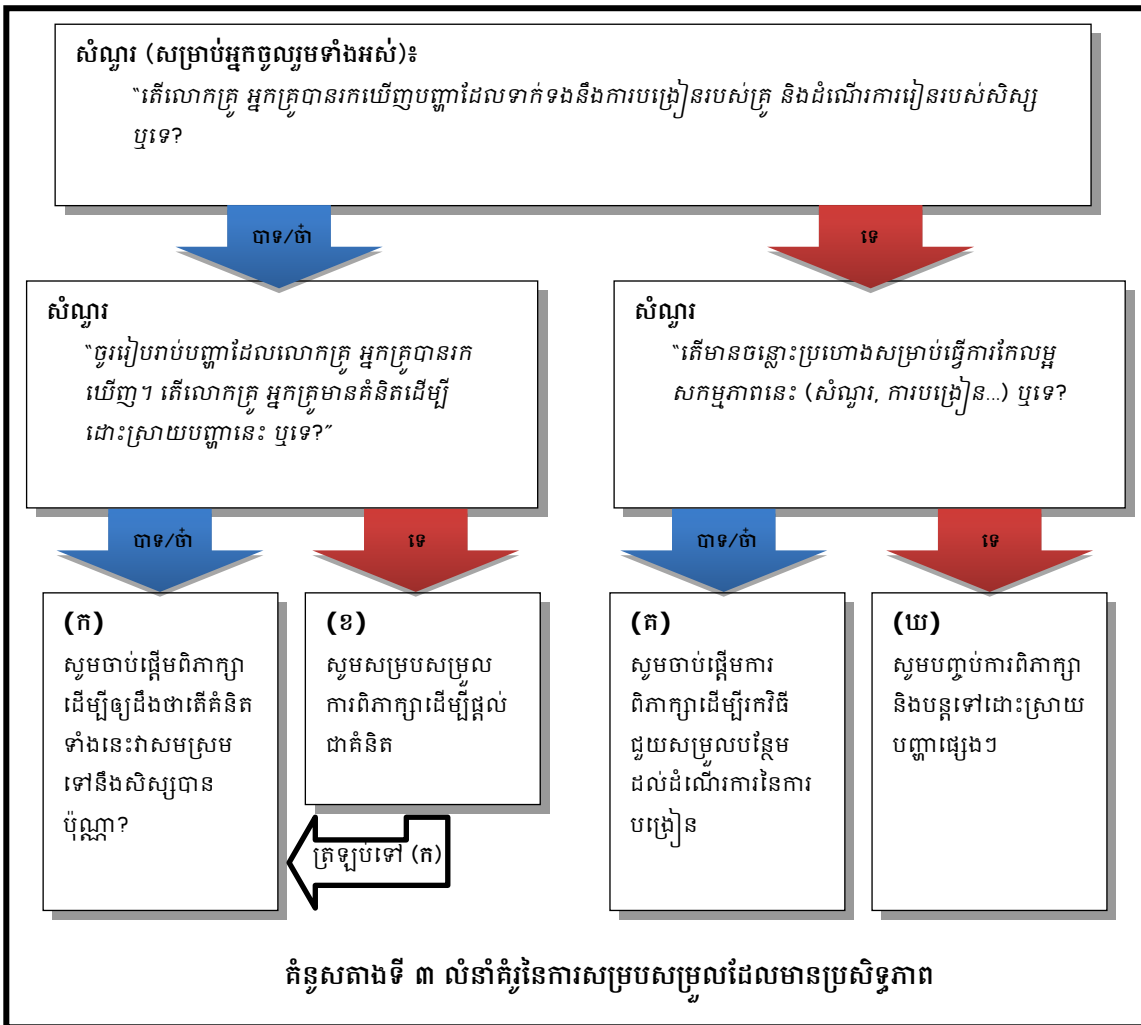 សំណួរ (សម្រាប់អ្នកចូលរួមទាំងអស់)៖
“តើលោកគ្រូ អ្នកគ្រូបានរកឃើញបញ្ហាដែលទាក់ទងនឹងការបង្រៀនរបស់គ្រូ និងដំណើរការរៀនរបស់សិស្ស
ឬទេ?
បាទ/ច៎ា
ទេ
សំណួរ
“ចូររៀបរាប់បញ្ហាដែលលោកគ្រូ អ្នកគ្រូបានរក
ឃើញ។ តើលោកគ្រូ អ្នកគ្រូមានគំនិតដើម្បី
ដោះស្រាយបញ្ហានេះ ឬទេ?”
សំណួរ
“តើមានចន្លោះប្រហោងសម្រាប់ធ្វើការកែលម្អ
សកម្មភាពនេះ (សំណួរ, ការបង្រៀន...) ឬទេ?
បាទ/ច៎ា
ទេ
បាទ/ច៎ា
ទេ
(ក)
សូមចាប់ផ្តើមពិភាក្សា
ដើម្បីឲ្យដឹងថាតើគំនិត
ទាំងនេះវាសមស្រម
ទៅនឹងសិស្សបាន
ប៉ុណ្ណា?
(ខ)
សូមសម្របសម្រួល
ការពិភាក្សាដើម្បីផ្តល់
ជាគំនិត
ត្រឡប់ទៅ (ក)
(គ)
សូមចាប់ផ្តើមការ
ពិភាក្សាដើម្បីរកវិធី
ជួយសម្រួលបន្ថែម
ដល់ដំណើរការនៃការ
បង្រៀន
(ឃ)
សូមបញ្ចប់ការពិភាក្សា
និងបន្តទៅដោះស្រាយ
បញ្ហាផ្សេងៗ
គំនូសតាងទី ៣ លំនាំគំរូនៃការសម្របសម្រួលដែលមានប្រសិទ្ធភាព